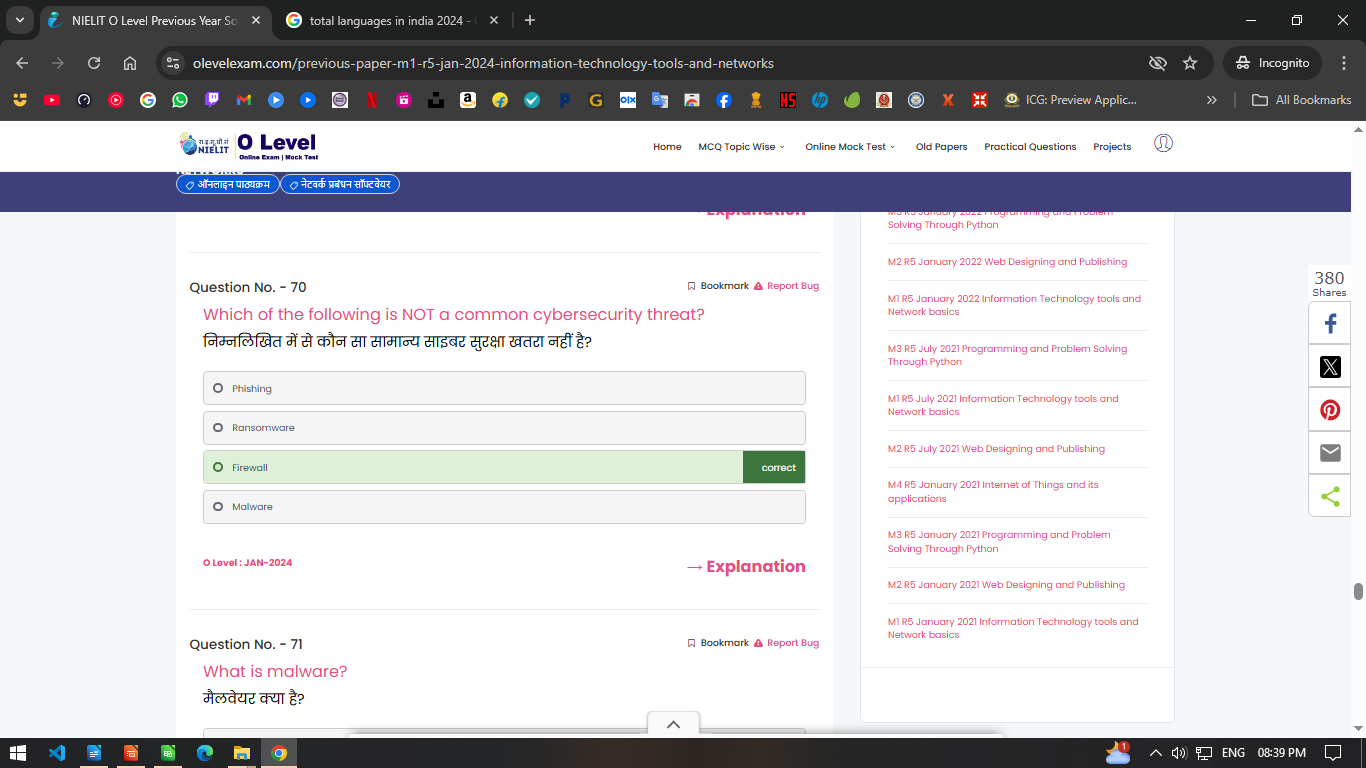 NIELIT O Level Previous Year So
total languages in india 2024 -
olevelexam.com/previous-paper-m1-r5-jan-2024-information-technology-tools-and-networks
Incognito
ICG: Preview Applic...
All Bookmarks
रा.इ.सू.प्रौ.सं
NIELIT
O Level
Online Exam | Mock Test
Home
MCQ Topic Wise
Online Mock Test
Old Papers
Practical Questions
Projects
NETWORKS
ऑनलाइन पाठ्यक्रम
नेटवर्क प्रबंधन सॉफ्टवेयर
Explanation
Question No. - 70
Bookmark
Report Bug
Which of the following is NOT a common cybersecurity threat?
निम्नलिखित में से कौन सा सामान्य साइबर सुरक्षा खतरा नहीं है?
Phishing
Ransomware
Firewall
correct
Malware
O Level : JAN-2024
→ Explanation
Question No. - 71
Bookmark
Report Bug
What is malware?
मैलवेयर क्या है?
M3 R5 January 2022 Programming and Problem
Solving Through Python
M2 R5 January 2022 Web Designing and Publishing
M1 R5 January 2022 Information Technology tools and
Network basics
M3 R5 July 2021 Programming and Problem Solving
Through Python
M1 R5 July 2021 Information Technology tools and
Network basics
M2 R5 July 2021 Web Designing and Publishing
M4 R5 January 2021 Internet of Things and its
applications
M3 R5 January 2021 Programming and Problem
Solving Through Python
M2 R5 January 2021 Web Designing and Publishing
M1 R5 January 2021 Information Technology tools and
Network basics
380
Shares
1
ENG
08:39 PM